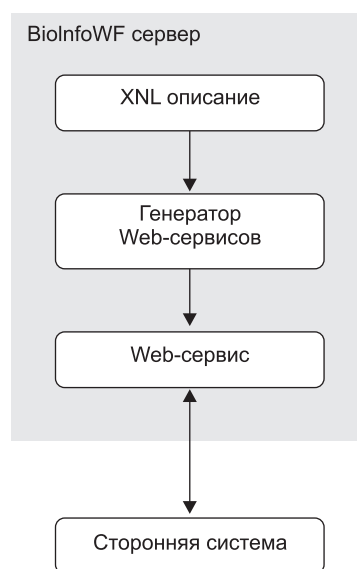 BioInfoWF сервер
XNL описание
Генератор
Web-сервисов
Web-сервис
Сторонняя система